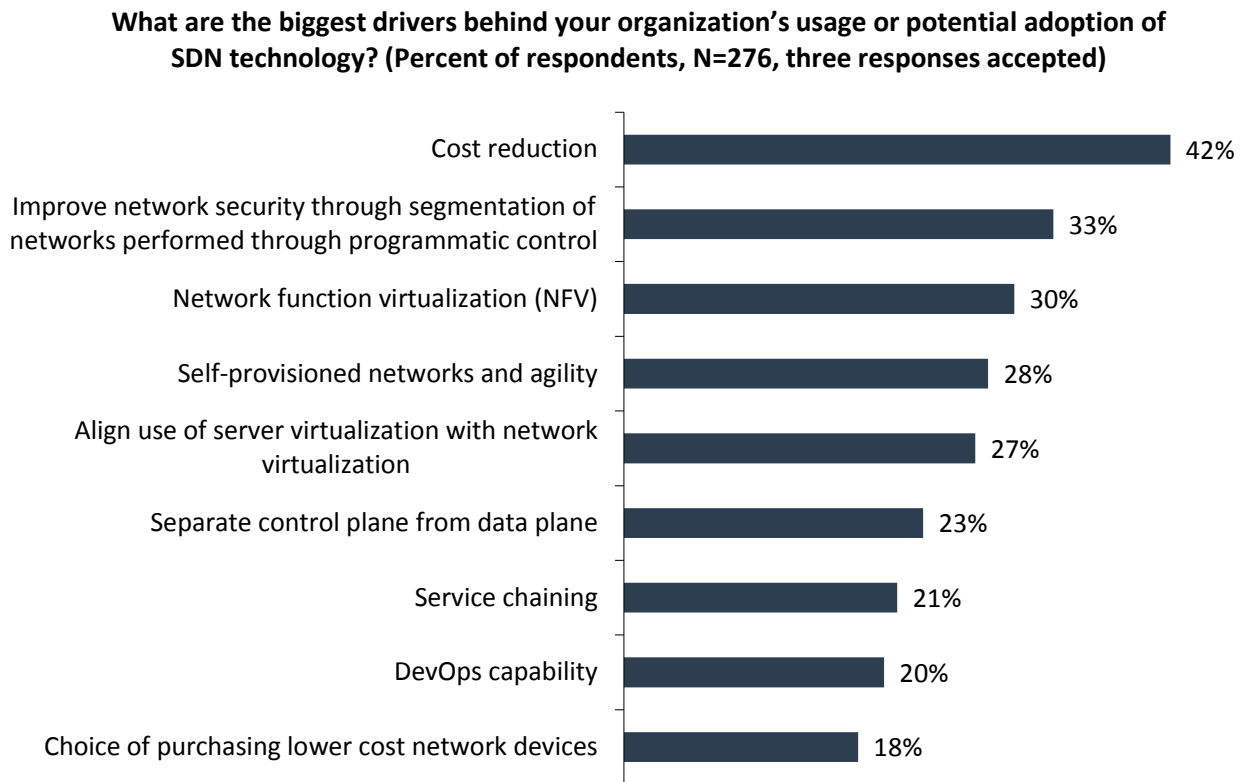 What are the biggest drivers behind your organization’s usage or potential adoption of
SDN technology? (Percent of respondents, N=276, three responses accepted)
Cost reduction
42%
Improve network security through segmentation of
networks performed through programmatic control
33%
Network function virtualization (NFV)
30%
Self-provisioned networks and agility
28%
Align use of server virtualization with network
virtualization
27%
Separate control plane from data plane
23%
Service chaining
21%
DevOps capability
20%
Choice of purchasing lower cost network devices
18%